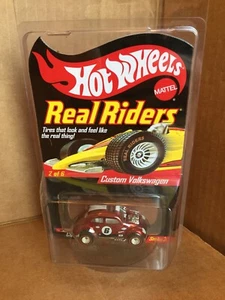 Hot Wheels
MATTEL
Real Riders
Tires that look and feel like
the real thing!
2 of 6
Custom Volkswagen